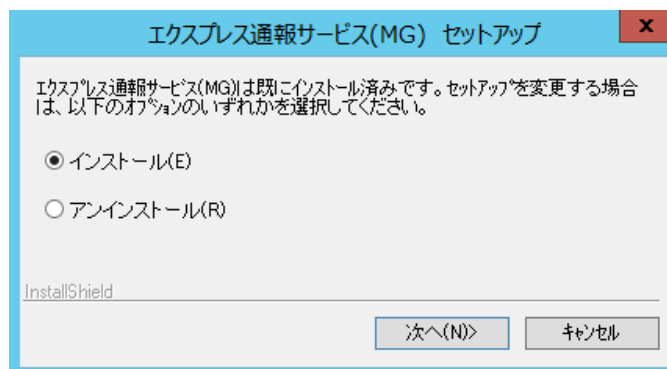 エクスプレス通報サービス(MG) セットアップ
x
エクスプレス通報サービス(MG)は既にインストール済みです。セットアップを変更する場合
は、以下のオプションのいずれかを選択してください。
インストール(E)
アンインストール(R)
InstallShield
次へ(N)>
キャンセル